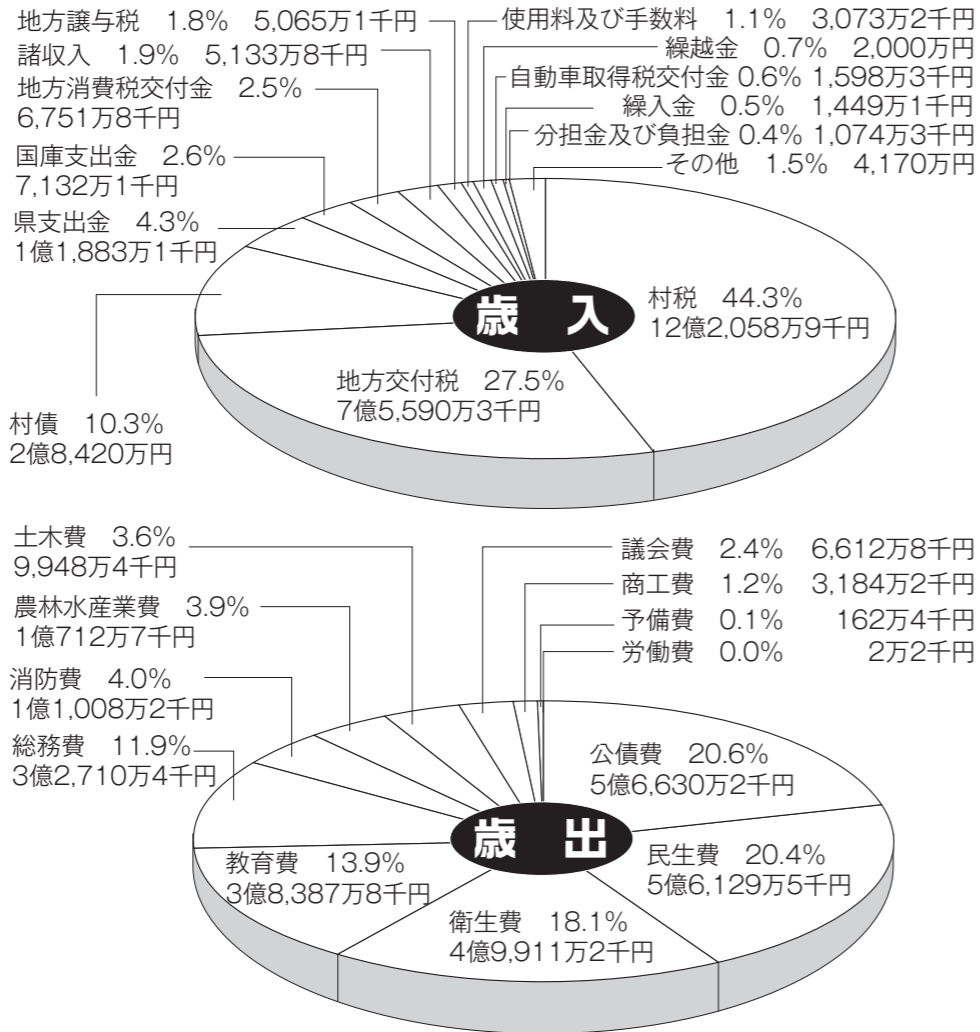 地方譲与税 1.8% 5,065万1千円
諸収入 1.9% 5,133万8千円
地方消費税交付金 2.5%
6,751万8千円
国庫支出金 2.6%
7,132万1千円
県支出金 4.3%
1億1,883万1千円
村債 10.3%
2億8,420万円
使用料及び手数料 1.1% 3,073万2千円
繰越金 0.7% 2,000万円
自動車取得税交付金 0.6% 1,598万3千円
繰入金 0.5% 1,449万1千円
分担金及び負担金 0.4% 1,074万3千円
その他 1.5% 4,170万円
歳 入
村税 44.3%
12億2,058万9千円
地方交付税 27.5%
7億5,590万3千円
土木費 3.6%
9,948万4千円
農林水産業費 3.9%
1億712万7千円
消防費 4.0%
1億1,008万2千円
総務費 11.9%
3億2,710万4千円
議会費 2.4% 6,612万8千円
商工費 1.2% 3,184万2千円
予備費 0.1% 162万4千円
労働費 0.0% 2万2千円
公債費 20.6%
5億6,630万2千円
歳 出
民生費 20.4%
5億6,129万5千円
教育費 13.9%
3億8,387万8千円
衛生費 18.1%
4億9,911万2千円